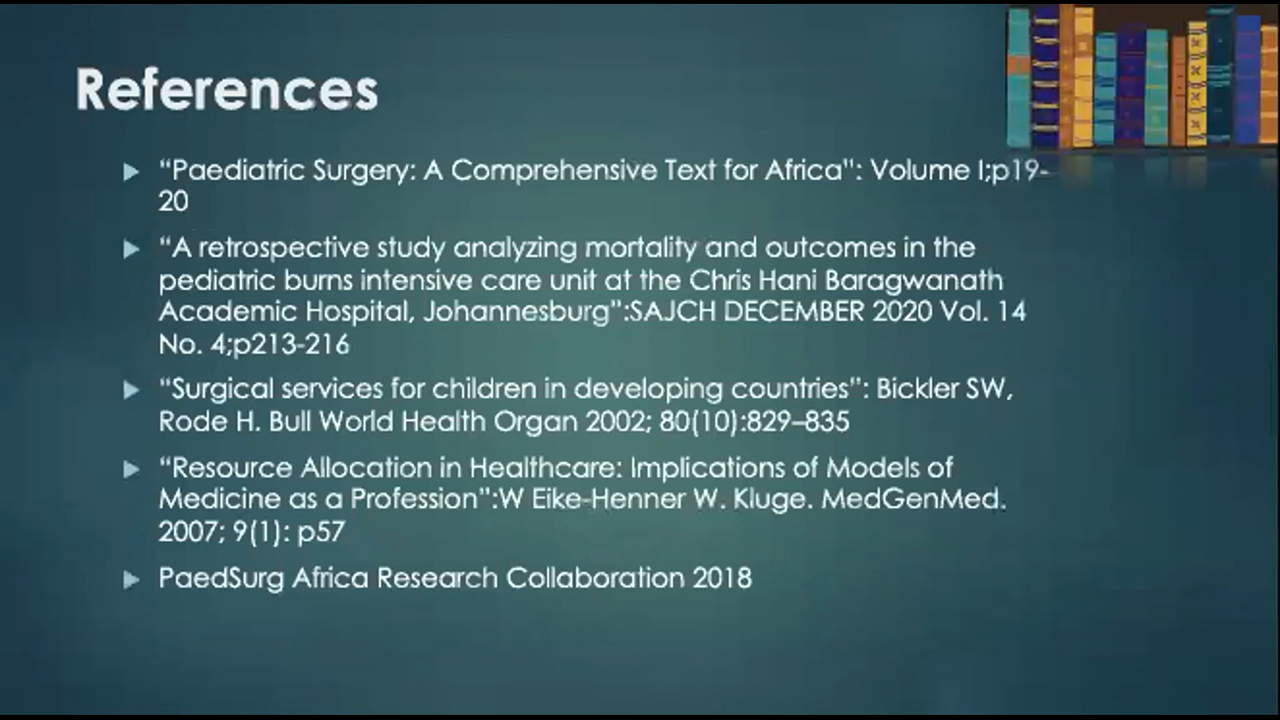 References
“Paediatric Surgery: A Comprehensive Text for Africa”: Volume I;p19-
20
“A retrospective study analyzing mortality and outcomes in the
pediatric burns intensive care unit at the Chris Hani Baragwanath
Academic Hospital, Johannesburg”:SAJCH DECEMBER 2020 Vol. 14
No. 4;p213-216
“Surgical services for children in developing countries”: Bickler SW,
Rode H. Bull World Health Organ 2002; 80(10):829–835
“Resource Allocation in Healthcare: Implications of Models of
Medicine as a Profession”:W Eike-Henner W. Kluge. MedGenMed.
2007; 9(1): p57
PaedSurg Africa Research Collaboration 2018